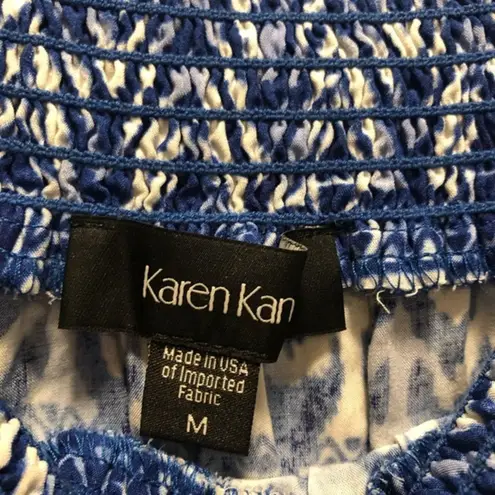 Karen Kan
Made in USA
of Imported
Fabric
M